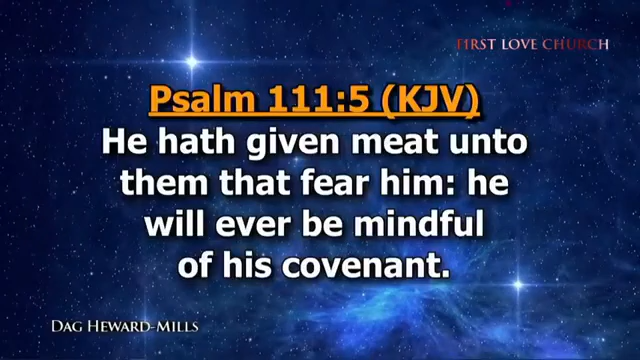 FIRST LOVE CHURCH
Psalm 111:5 (KJV)
He hath given meat unto
them that fear him: he
will ever be mindful
of his covenant.
DAG HEWARD-MILLS